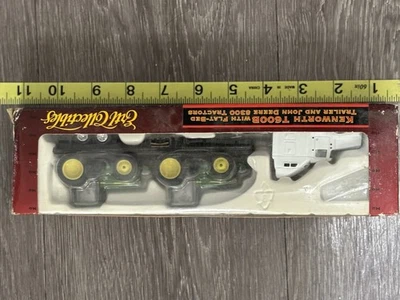 Ertl Collectibles
KENWORTH T600B
WITH FLAT-BED
TRAILER AND JOHN
DEERE 8300 TRACTORS
1 2 3 4 5 6 7 8 9 10 11